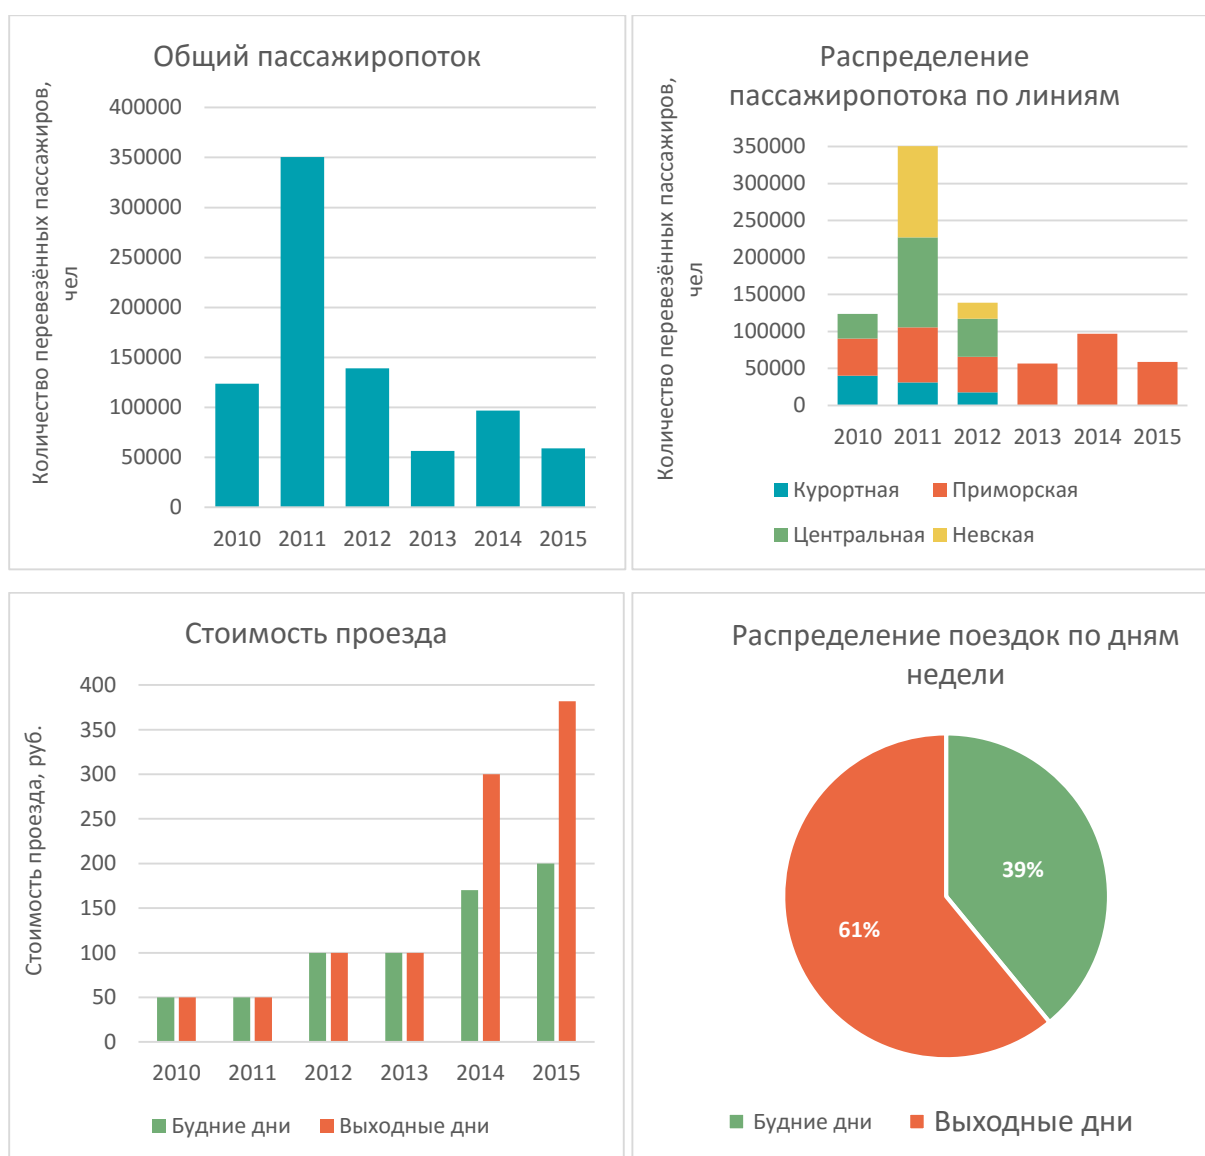 Общий пассажиропоток
Количество перевезённых пассажиров,
чел
400000
350000
300000
250000
200000
150000
100000
50000
0
2010 2011 2012 2013 2014 2015
Распределение
пассажиропотока по линиям
Количество перевезённых пассажиров,
чел
350000
300000
250000
200000
150000
100000
50000
0
2010 2011 2012 2013 2014 2015
Курортная Приморская
Центральная Невская
Стоимость проезда
Стоимость проезда, руб.
400
350
300
250
200
150
100
50
0
2010 2011 2012 2013 2014 2015
Будние дни Выходные дни
Распределение поездок по дням
недели
39%
61%
Будние дни Выходные дни